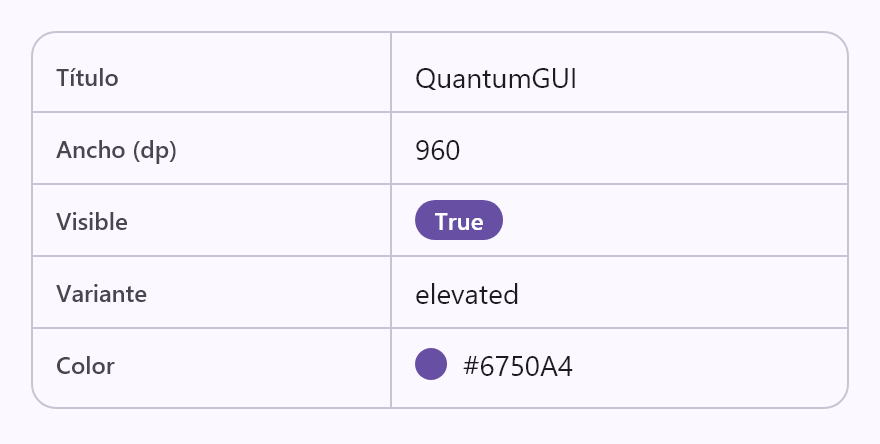 Título
QuantumGUI
Ancho (dp)
960
Visible
True
Variante
elevated
Color
#6750A4